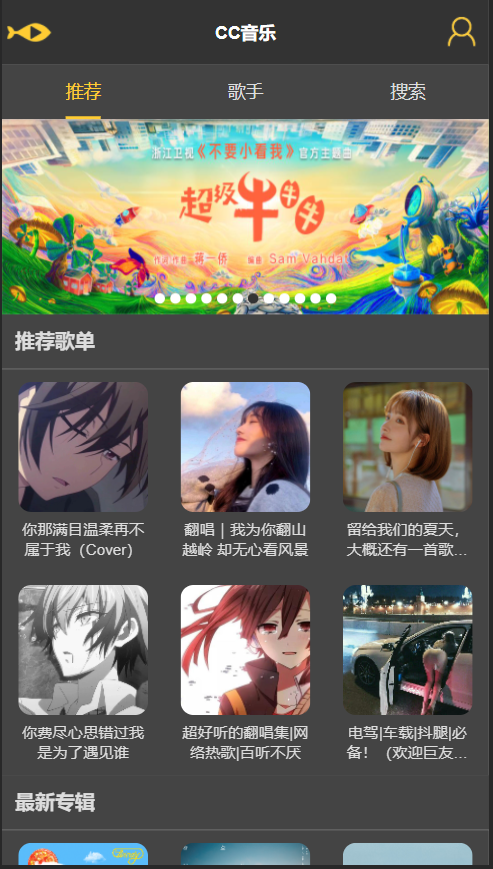 CC音乐
推荐
歌手
搜索
浙江卫视《不要小看我》官方主题曲
超级牛牛牛
作词/作曲 蒋一侨 编曲 Sam Vahdat
推荐歌单
你那满目温柔再不
属于我（Cover）
翻唱｜我为你翻山
越岭 却无心看风景
留给我们的夏天，
大概还有一首歌...
你费尽心思错过我
是为了遇见谁
超好听的翻唱集|网
络热歌|百听不厌
电驾|车载|抖腿|必
备！（欢迎巨友...
最新专辑